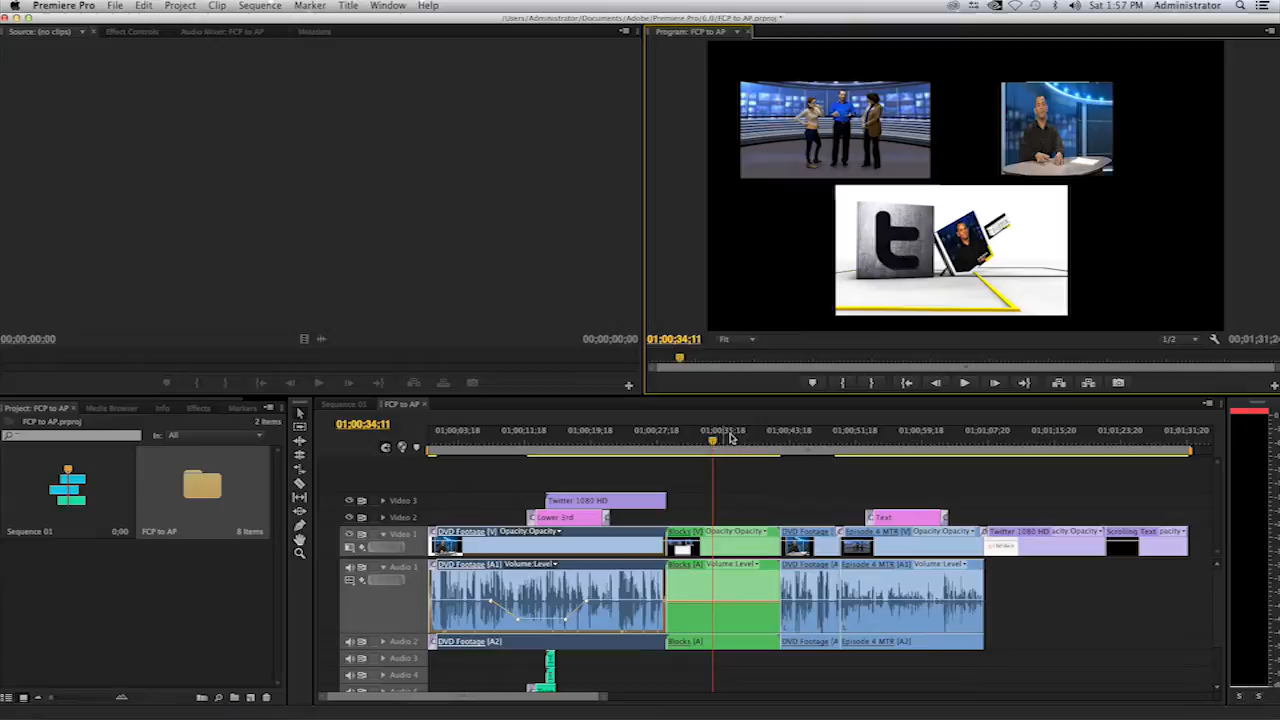 Premiere Pro File Edit Project Clip Sequence Marker Title Window Help
Sat 1:57 PM Administrator
/Users/Administrator/Documents/Adobe/Premiere Pro/6.0/FCP to AP.prproj *
Source: (no clips) Effect Controls Audio Mixer: FCP to AP Metadata
Program: FCP to AP
t
00;00;00;00 00;00;00;00
01;00;34;11 Fit 1/2 00;01;31;2
Project: FCP to AP Media Browser Info Effects Markers
FCP to AP.prproj 2 Items
In: All
Sequence 01 0;00
FCP to AP 8 Items
Sequence 01 FCP to AP
01;00;34;11
01;00;03;18 01;00;11;18 01;00;19;18 01;00;27;18 01;00;35;18 01;00;43;18 01;00;51;18 01;00;59;18 01;01;07;20 01;01;15;20 01;01;23;20 01;01;31;20
Video 3 Twitter 1080 HD
Video 2 Lower 3rd Text
Video 1 DVD Footage [V] Opacity:Opacity Blocks [V] Opacity:Opacity DVD Footage Episode 4 MTR [V] Opacity:Opacity Twitter 1080 HD acity:Opacity Scrolling Text pacity
Audio 1 DVD Footage [A1] Volume:Level Blocks [A] Volume:Level DVD Footage [A Episode 4 MTR [A1] Volume:Level
L L
Audio 2 DVD Footage [A2] Blocks [A] DVD Footage [A Episode 4 MTR [A2]
Audio 3
Audio 4
S S